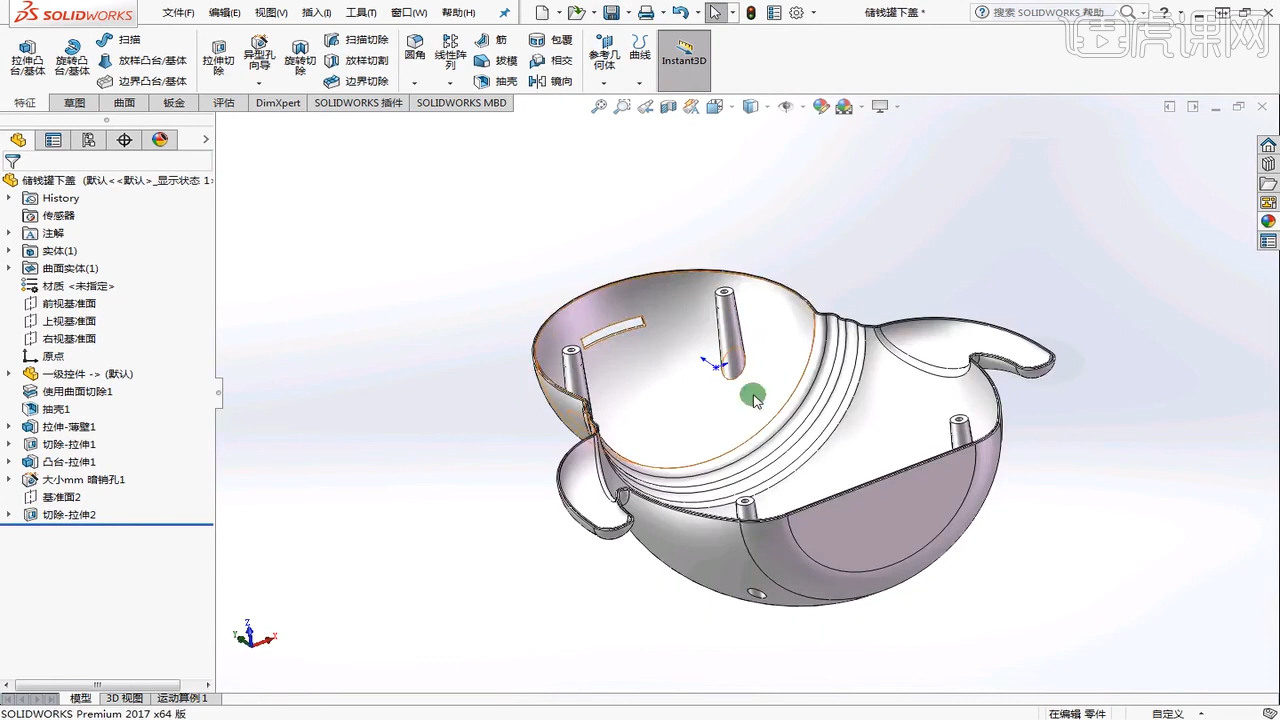 SOLIDWORKS 文件(F) 编辑(E) 视图(V) 插入(I) 工具(T) 窗口(W) 帮助(H) 储钱罐下盖 * 搜索 SOLIDWORKS 帮助
虎课网
拉伸凸台/基体 旋转凸台/基体 扫描 放样凸台/基体 边界凸台/基体 拉伸切除 异型孔向导 旋转切除 扫描切除 放样切割 边界切除 圆角 线性阵列 拔模 抽壳 包覆 相交 镜向 参考几何体 曲线 Instant3D
特征 草图 曲面 钣金 评估 DimXpert SOLIDWORKS 插件 SOLIDWORKS MBD
储钱罐下盖 (默认<<默认>_显示状态 1>
History
传感器
注解
实体(1)
曲面实体(1)
材质 <未指定>
前视基准面
上视基准面
右视基准面
原点
一级控件 -> (默认)
使用曲面切除1
抽壳1
拉伸-薄壁1
切除-拉伸1
凸台-拉伸1
大小mm 暗销孔1
基准面2
切除-拉伸2
Z
Y X
模型 3D 视图 运动算例 1
SOLIDWORKS Premium 2017 x64 版 在编辑 零件 自定义